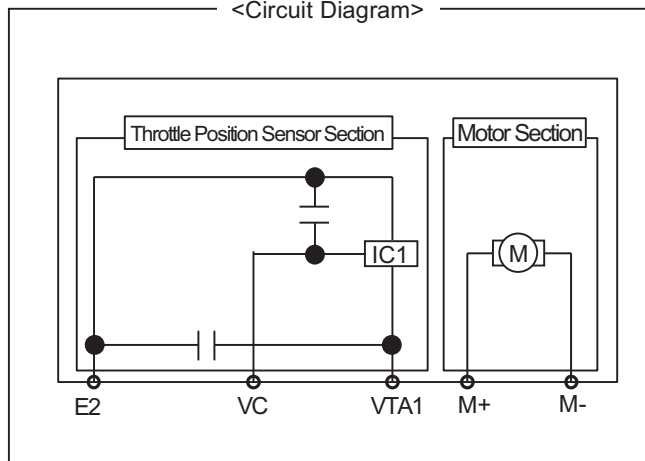 <Circuit Diagram>
Throttle Position Sensor Section
Motor Section
IC1
M
E2
VC
VTA1
M+
M-